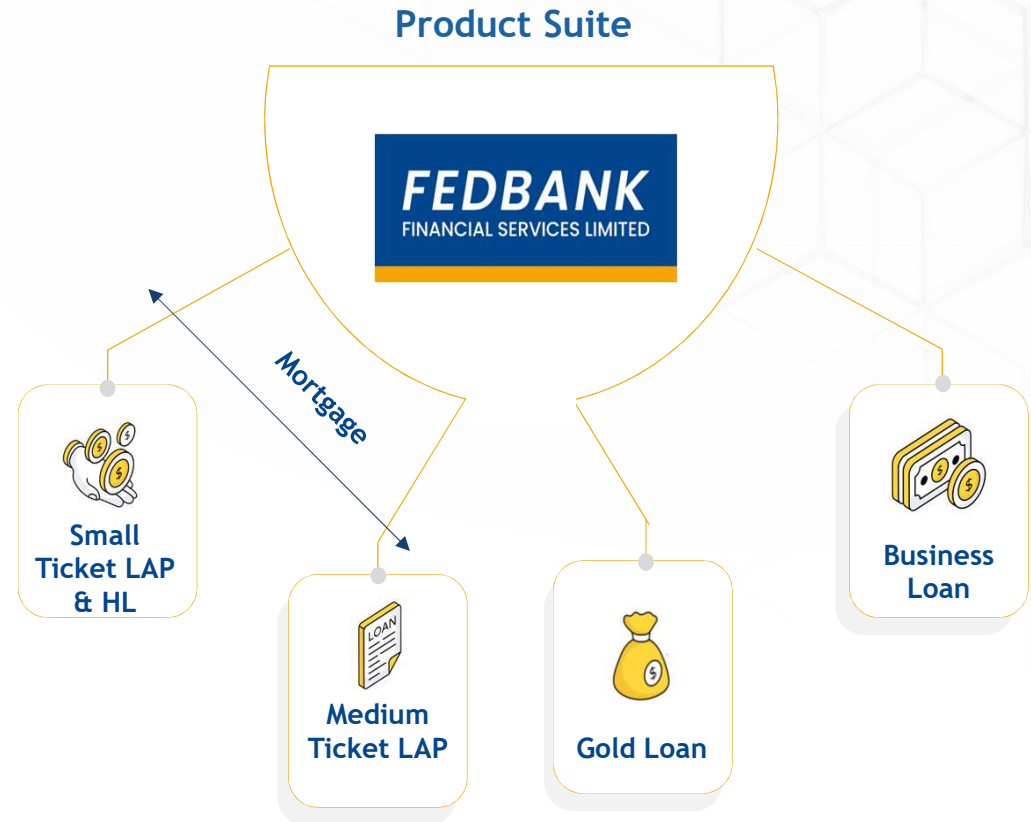 Product Suite
FEDBANK
FINANCIAL SERVICES LIMITED
Mortgage
Small
Ticket LAP
& HL
LOAN
Medium
Ticket LAP
Gold Loan
Business
Loan